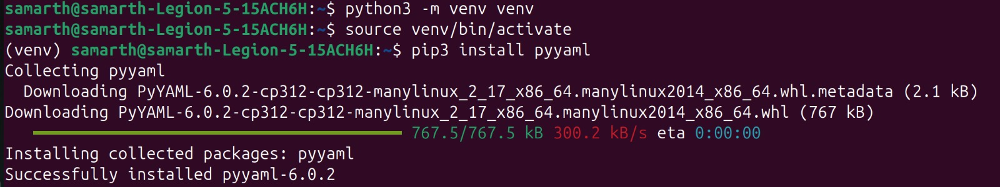 samarth@samarth-Legion-5-15ACH6H:~$ python3 -m venv venv
samarth@samarth-Legion-5-15ACH6H:~$ source venv/bin/activate
(venv) samarth@samarth-Legion-5-15ACH6H:~$ pip3 install pyyaml
Collecting pyyaml
  Downloading PyYAML-6.0.2-cp312-cp312-manylinux_2_17_x86_64.manylinux2014_x86_64.whl.metadata (2.1 kB)
Downloading PyYAML-6.0.2-cp312-cp312-manylinux_2_17_x86_64.manylinux2014_x86_64.whl (767 kB)
767.5/767.5 kB 300.2 kB/s eta 0:00:00
Installing collected packages: pyyaml
Successfully installed pyyaml-6.0.2